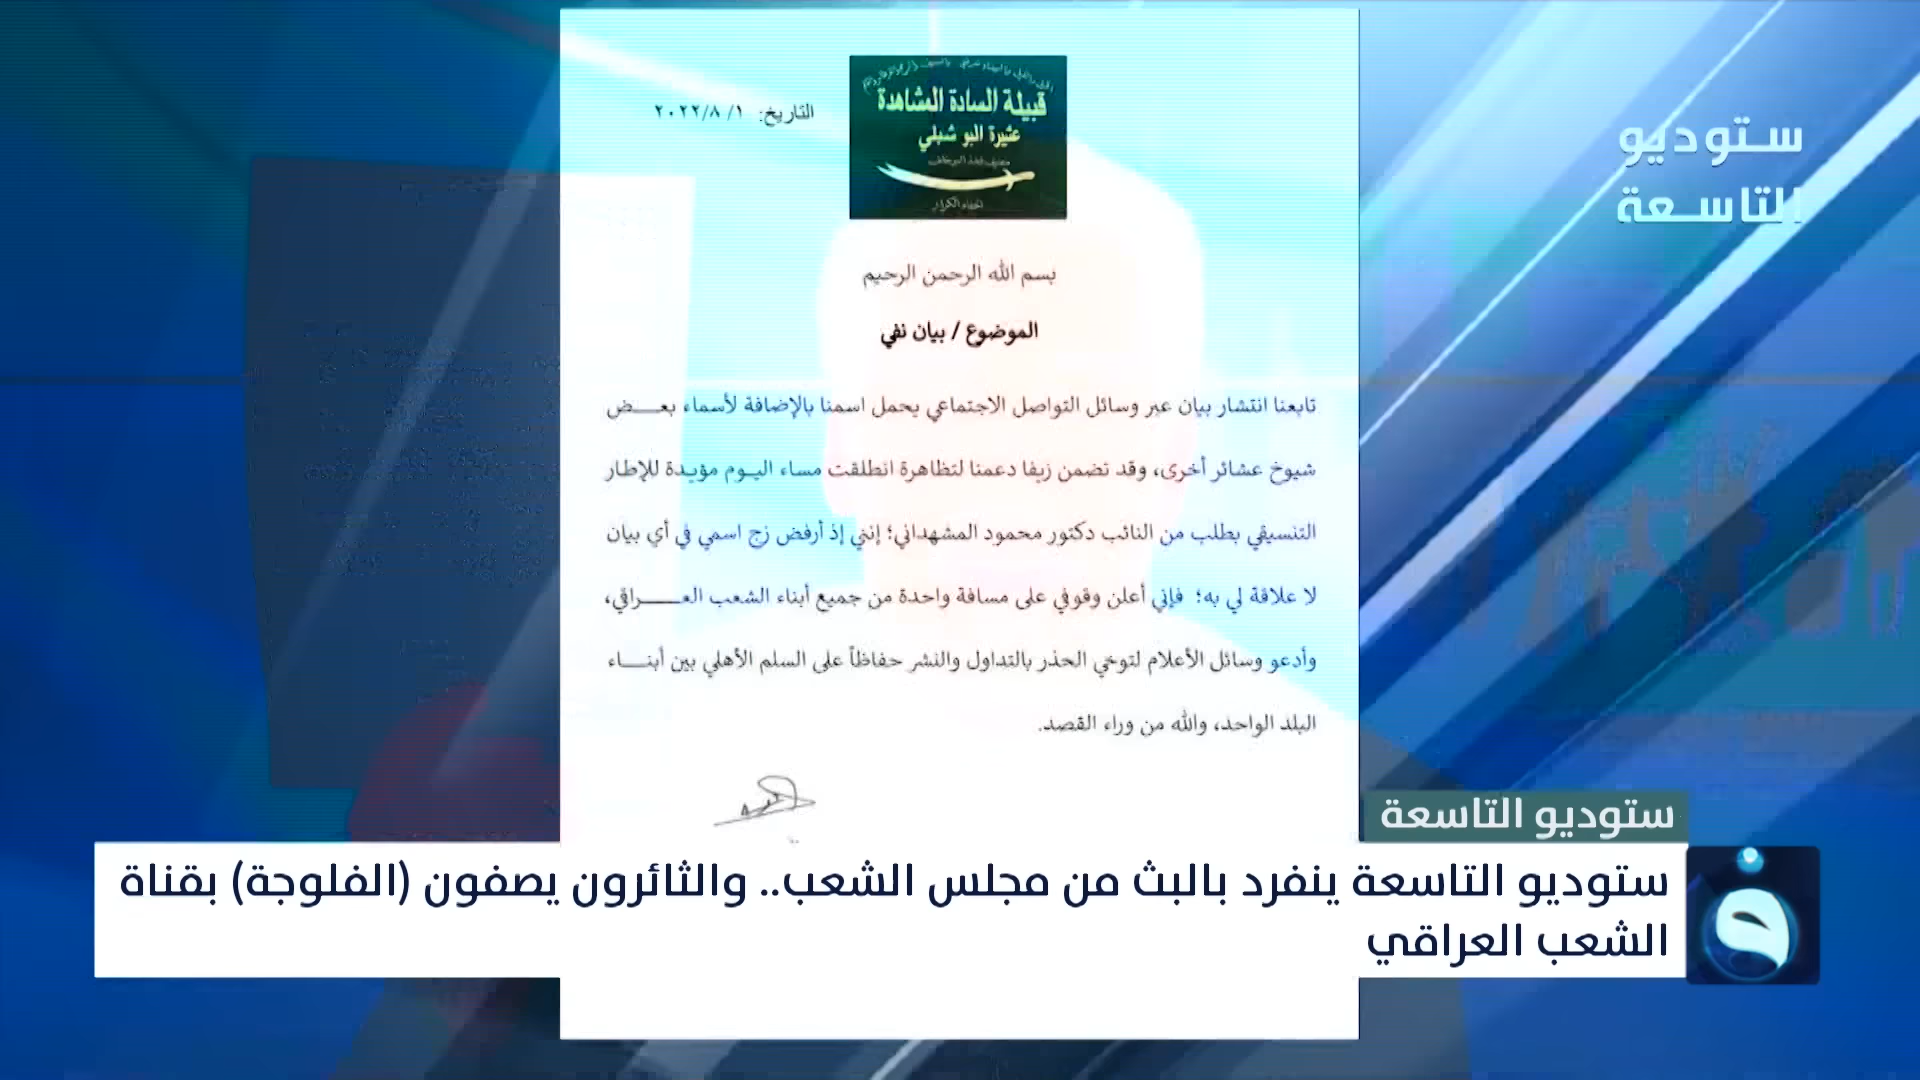 قبيلة السادة المشاهدة
عشيرة البو شبلي
التاريخ: ١/ ٢٠٢٢/٨
ستوديو
التاسعة
بسم الله الرحمن الرحيم
الموضوع / بيان نفي
تابعنا انتشار بيان عبر وسائل التواصل الاجتماعي يحمل اسمنا بالإضافة لأسماء بعـــض
شيوخ عشائر أخرى، وقد تضمن زيفا دعمنا لتظاهرة انطلقت مساء اليوم مؤيدة للإطار
التنسيقي بطلب من النائب دكتور محمود المشهداني؛ إنني إذ أرفض زج اسمي في أي بيان
لا علاقة لي به؛ فإني أعلن وقوفي على مسافة واحدة من جميع أبناء الشعب العـــــراقي،
وأدعو وسائل الأعلام لتوخي الحذر بالتداول والنشر حفاظاً على السلم الأهلي بين أبنـــاء
البلد الواحد، والله من وراء القصد.
ستوديو التاسعة
ستوديو التاسعة ينفرد بالبث من مجلس الشعب.. والثائرون يصفون (الفلوجة) بقناة
الشعب العراقي